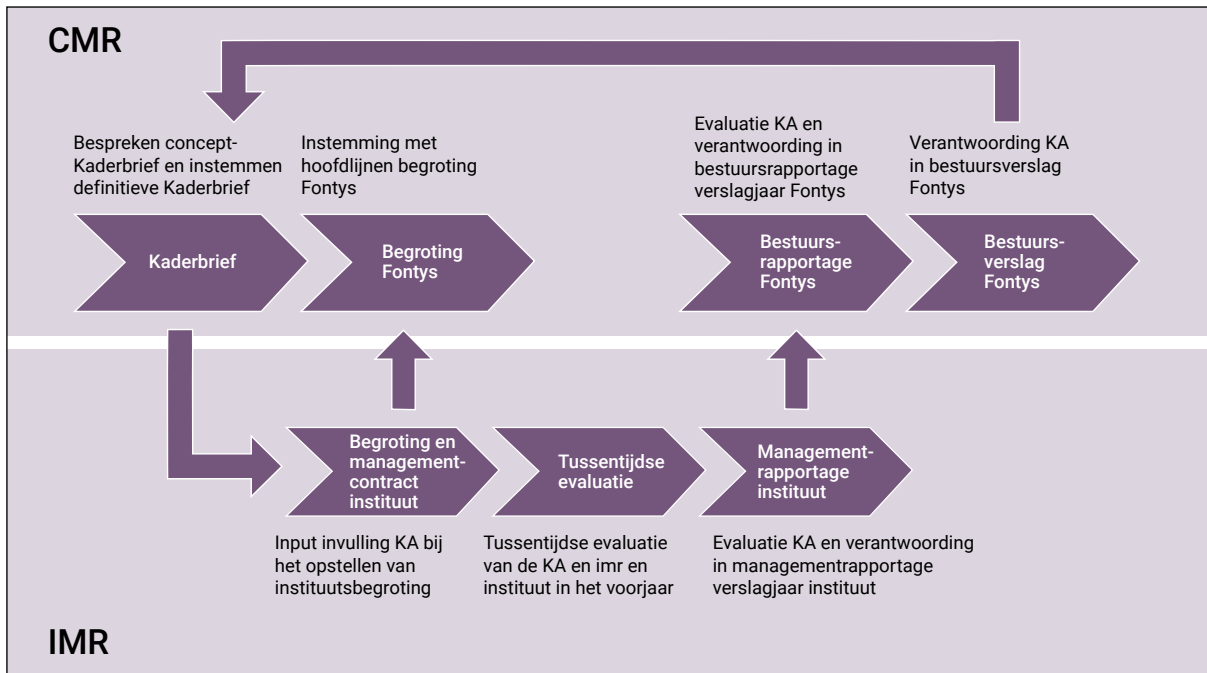 CMR
Bespreken concept-
Kaderbrief en instemmen
definitieve Kaderbrief
Instemming met
hoofdlijnen begroting
Fontys
Evaluatie KA en
verantwoording in
bestuursrapportage
verslagjaar Fontys
Verantwoording KA
in bestuursverslag
Fontys
Kaderbrief
Begroting
Fontys
Bestuurs-
rapportage
Fontys
Bestuurs-
verslag
Fontys
Begroting en
management-
contract
instituut
Tussentijdse
evaluatie
Management-
rapportage
instituut
Input invulling KA bij
het opstellen van
instituutsbegroting
Tussentijdse evaluatie
van de KA en imr en
instituut in het voorjaar
Evaluatie KA en verantwoording
in managementrapportage
verslagjaar instituut
IMR